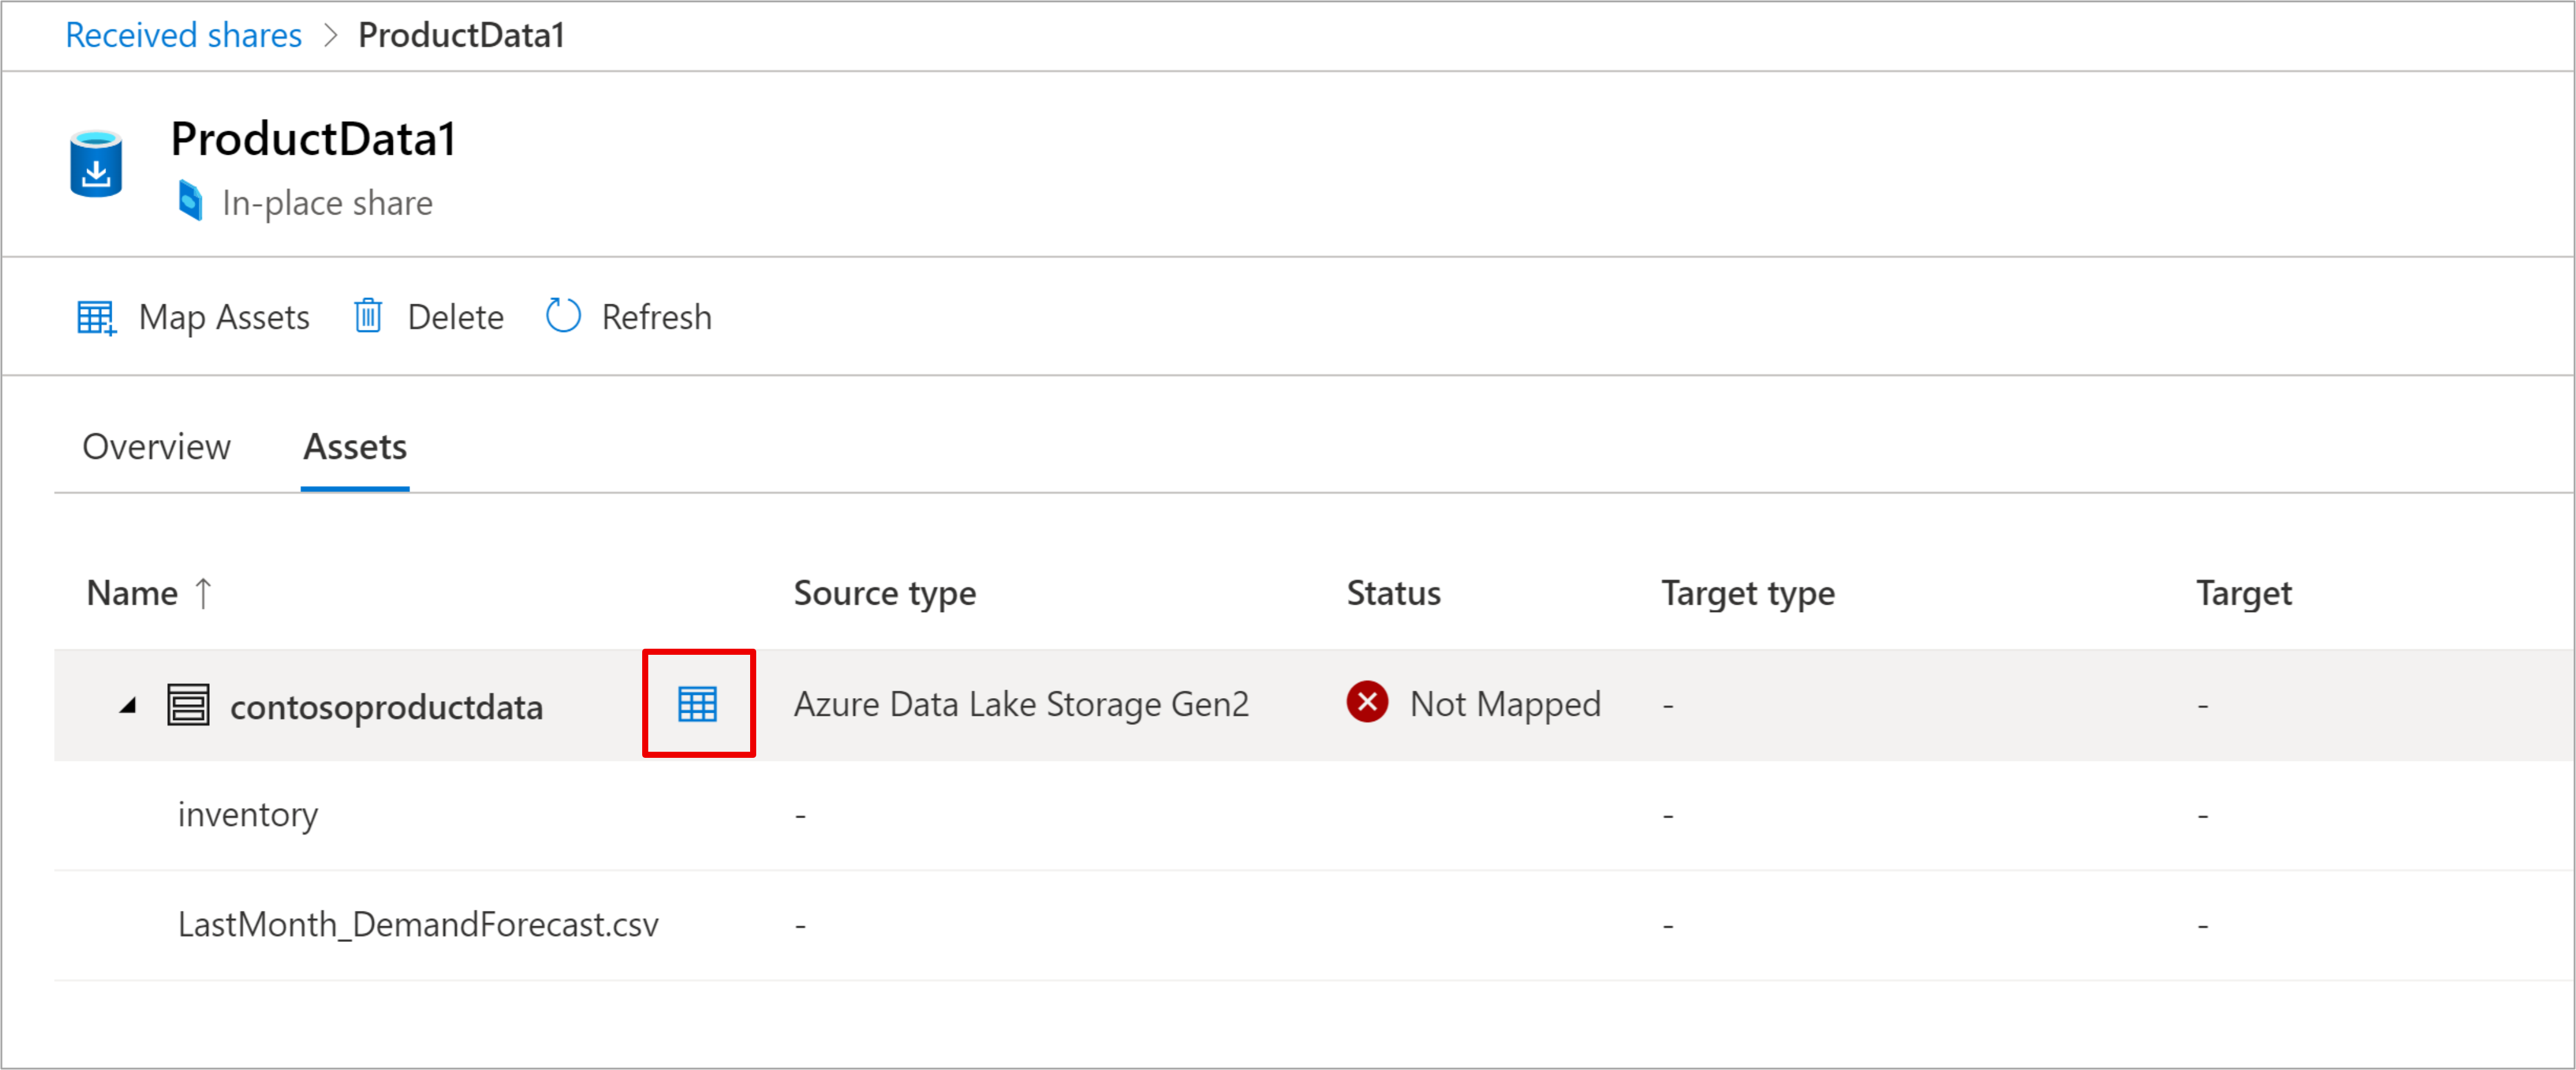 Received shares > ProductData1
ProductData1
In-place share
Map Assets Delete Refresh
Overview Assets
Name ↑ Source type Status Target type Target
contosoproductdata Azure Data Lake Storage Gen2 Not Mapped - -
inventory - - -
LastMonth_DemandForecast.csv - - -